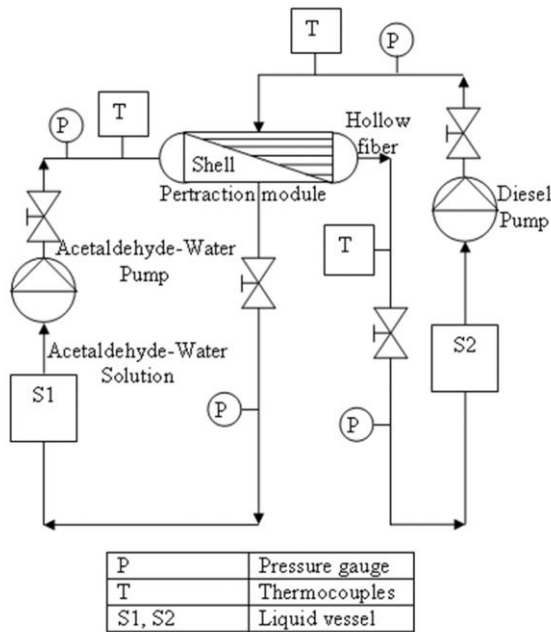 T
P
P
T
Hollow
fiber
Shell
Pertraction module
Diesel
Pump
Acetaldehyde-Water
Pump
T
Acetaldehyde-Water
Solution
S1
S2
P
P
P Pressure gauge
T Thermocouples
S1, S2 Liquid vessel